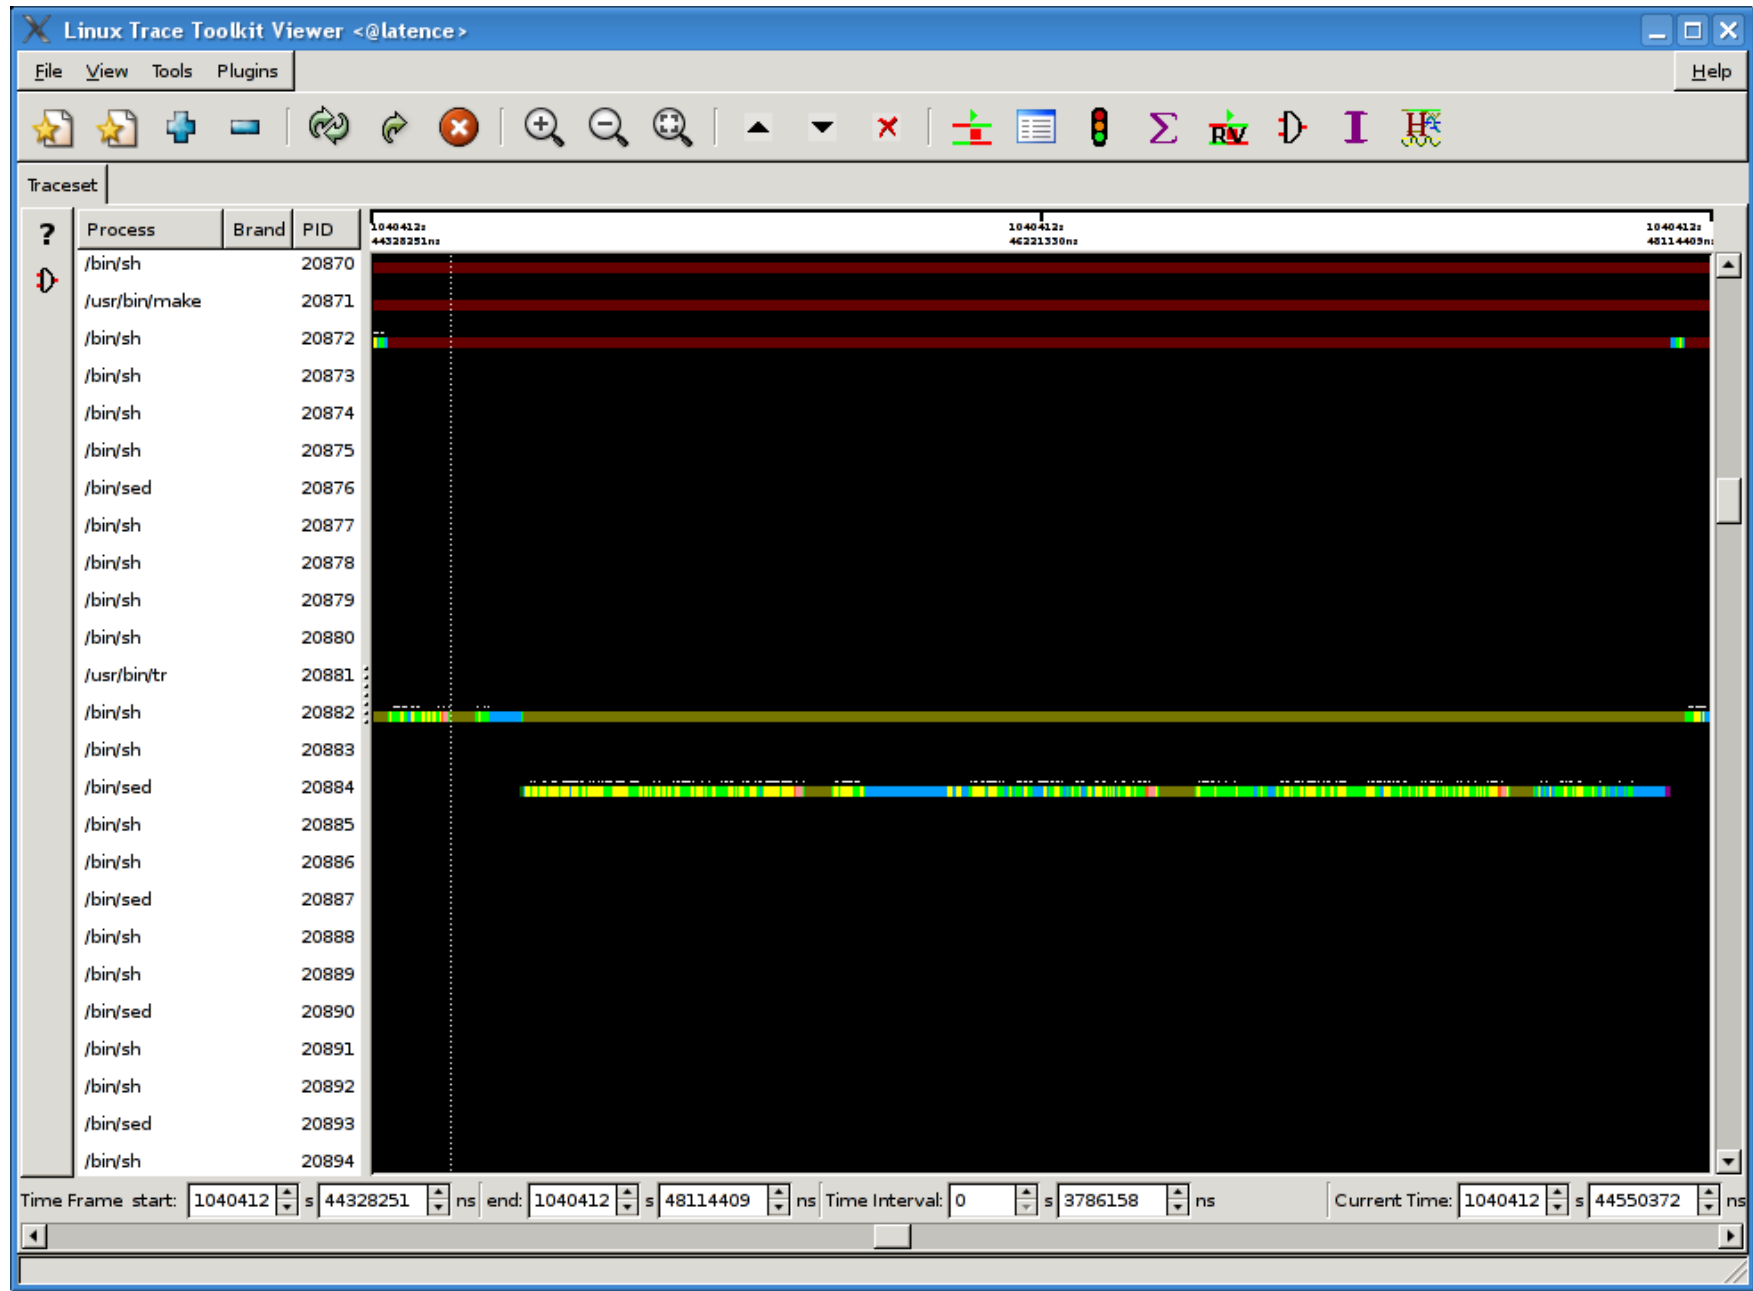 Linux Trace Toolkit Viewer <@latence>
File View Tools Plugins Help
RV
Traceset
Process Brand PID
1040412s 1040412s 1040412s
44328251ns 46221330ns 48114409ns
/bin/sh 20870
/usr/bin/make 20871
/bin/sh 20872
/bin/sh 20873
/bin/sh 20874
/bin/sh 20875
/bin/sed 20876
/bin/sh 20877
/bin/sh 20878
/bin/sh 20879
/bin/sh 20880
/usr/bin/tr 20881
/bin/sh 20882
/bin/sh 20883
/bin/sed 20884
/bin/sh 20885
/bin/sh 20886
/bin/sed 20887
/bin/sh 20888
/bin/sh 20889
/bin/sed 20890
/bin/sh 20891
/bin/sh 20892
/bin/sed 20893
/bin/sh 20894
Time Frame start: 1040412 s 44328251 ns end: 1040412 s 48114409 ns Time Interval: 0 s 3786158 ns Current Time: 1040412 s 44550372 ns